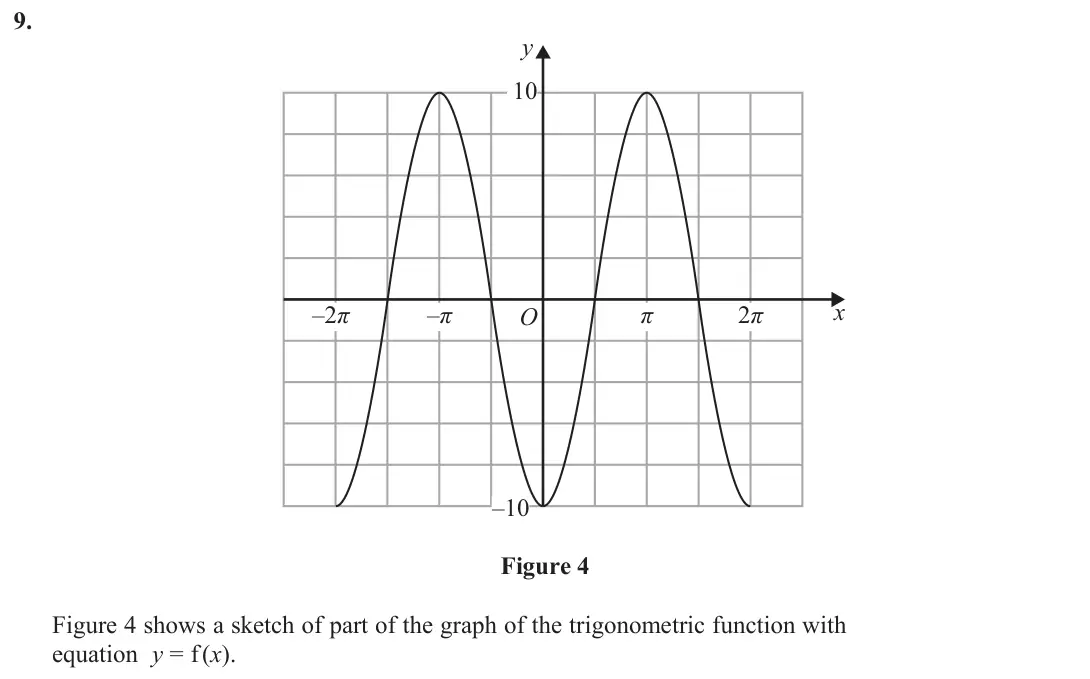 9.
y
10
–2π –π O π 2π x
–10
Figure 4
Figure 4 shows a sketch of part of the graph of the trigonometric function with
equation y = f(x).